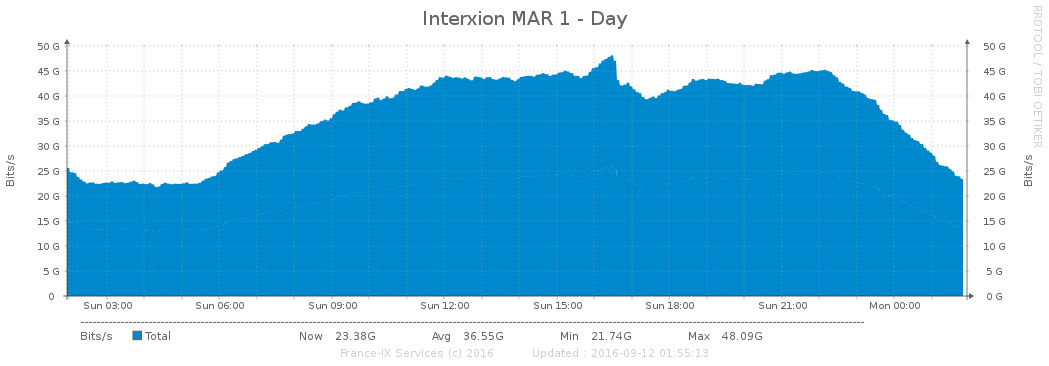 Interxion MAR 1 - Day
RRDTOOL / TOBI OETIKER
Bits/s
50 G
45 G
40 G
35 G
30 G
25 G
20 G
15 G
10 G
5 G
0
50 G
45 G
40 G
35 G
30 G
25 G
20 G
15 G
10 G
5 G
0 G
Bits/s
Sun 03:00 Sun 06:00 Sun 09:00 Sun 12:00 Sun 15:00 Sun 18:00 Sun 21:00 Mon 00:00
Bits/s Total Now 23.38G Avg 36.55G Min 21.74G Max 48.09G
France-IX Services (c) 2016 Updated : 2016-09-12 01:55:13